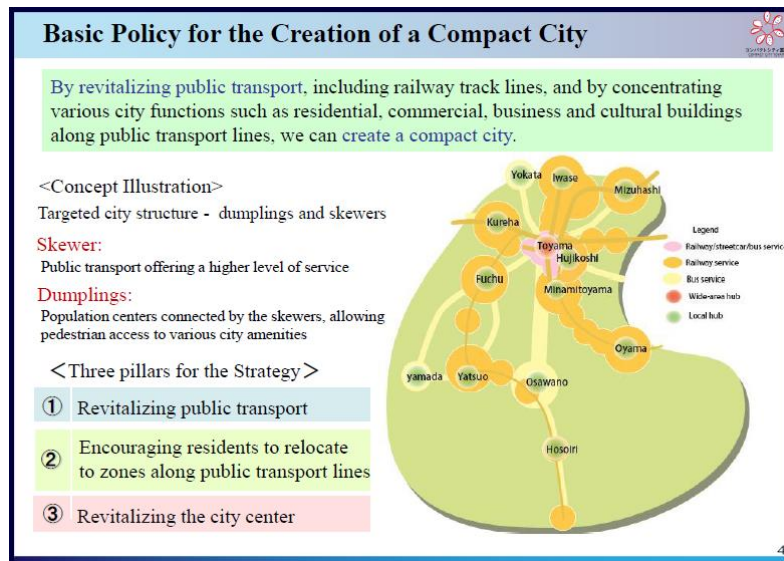 Basic Policy for the Creation of a Compact City
By revitalizing public transport, including railway track lines, and by concentrating
various city functions such as residential, commercial, business and cultural buildings
along public transport lines, we can create a compact city.
<Concept Illustration>
Targeted city structure - dumplings and skewers
Skewer:
Public transport offering a higher level of service
Dumplings:
Population centers connected by the skewers, allowing
pedestrian access to various city amenities
<Three pillars for the Strategy>
① Revitalizing public transport
② Encouraging residents to relocate
to zones along public transport lines
③ Revitalizing the city center
Yokata
Iwase
Mizuhashi
Kureha
Toyama
Hujikoshi
Fuchu
Minamitoyama
Oyama
yamada
Yatsuo
Osawano
Hosoiri
Legend
Railway/streetcar/bus service
Railway service
Bus service
Wide-area hub
Local hub
4